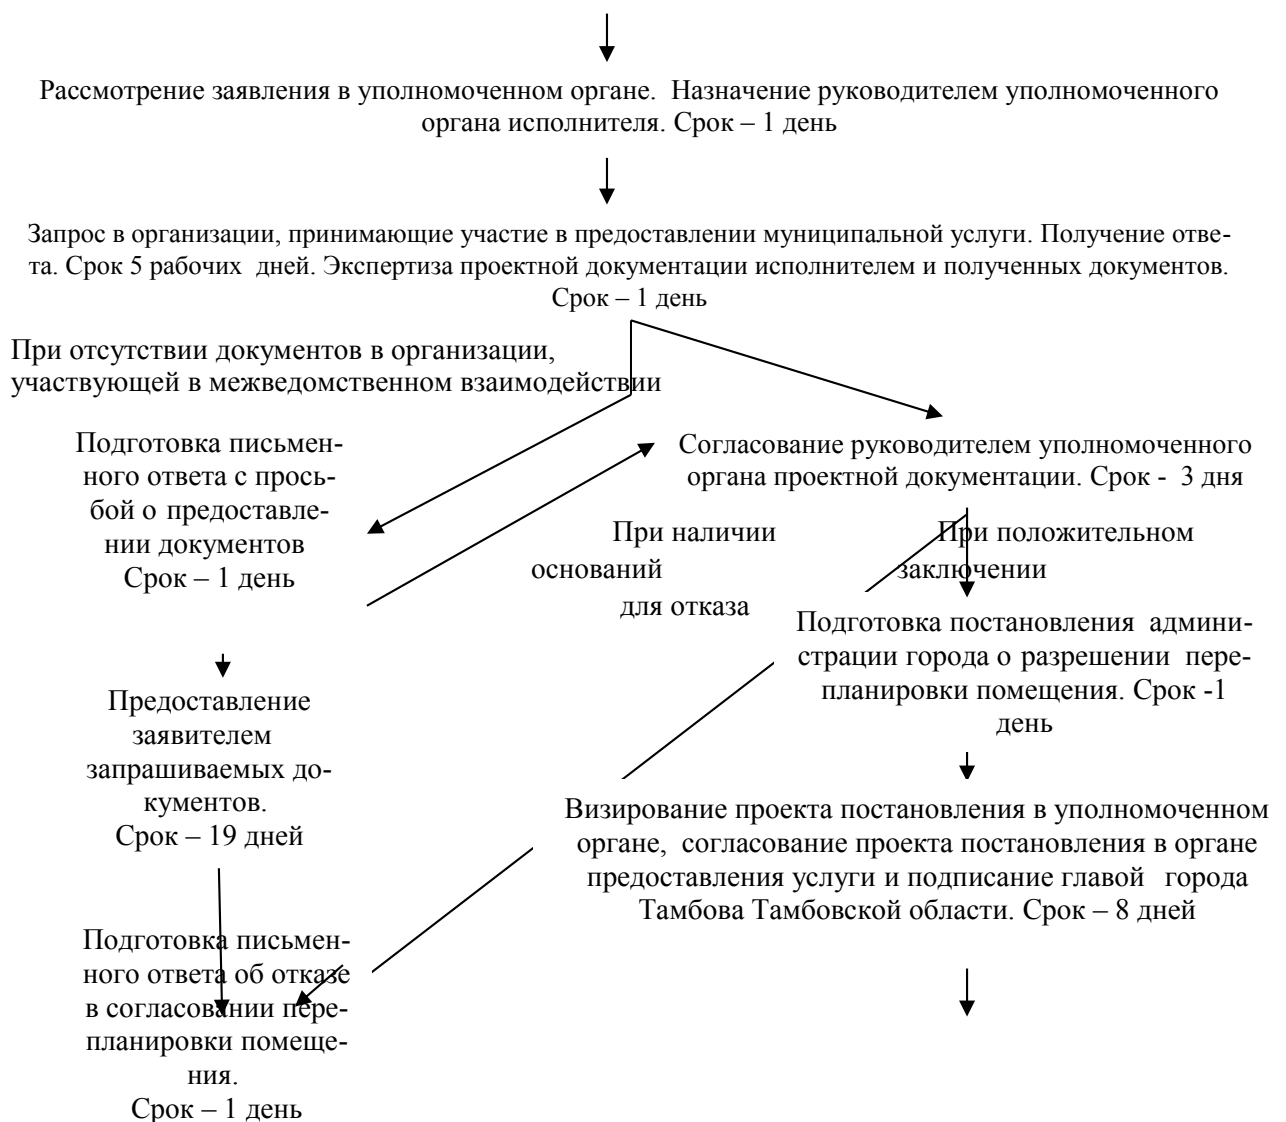 Рассмотрение заявления в уполномоченном органе.  Назначение руководителем уполномоченного
органа исполнителя. Срок – 1 день
Запрос в организации, принимающие участие в предоставлении муниципальной услуги. Получение отве-
та. Срок 5 рабочих  дней. Экспертиза проектной документации исполнителем и полученных документов.
Срок – 1 день
При отсутствии документов в организации,
участвующей в межведомственном взаимодействии
Подготовка письмен-
ного ответа с прось-
бой о предоставле-
нии документов
Срок – 1 день
Согласование руководителем уполномоченного
органа проектной документации. Срок -  3 дня
При наличии
оснований
для отказа
При положительном
заключении
Подготовка постановления  админи-
страции города о разрешении  пере-
планировки помещения. Срок -1
день
Предоставление
заявителем
запрашиваемых до-
кументов.
Срок – 19 дней
Визирование проекта постановления в уполномоченном
органе,  согласование проекта постановления в органе
предоставления услуги и подписание главой   города
Тамбова Тамбовской области. Срок – 8 дней
Подготовка письмен-
ного ответа об отказе
в согласовании пере-
планировки помеще-
ния.
Срок – 1 день